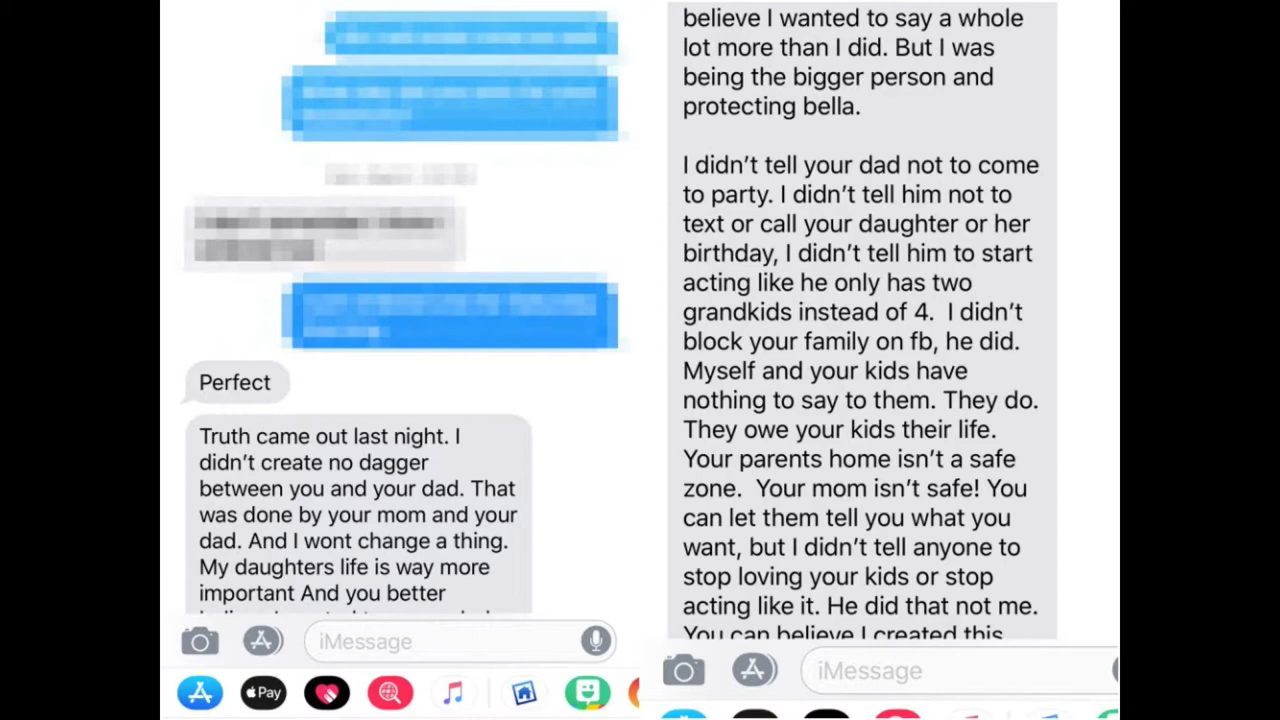 Perfect
Truth came out last night. I
didn't create no dagger
between you and your dad. That
was done by your mom and your
dad. And I wont change a thing.
My daughters life is way more
important And you better
iMessage
Pay
believe I wanted to say a whole
lot more than I did. But I was
being the bigger person and
protecting bella.
I didn't tell your dad not to come
to party. I didn't tell him not to
text or call your daughter or her
birthday, I didn't tell him to start
acting like he only has two
grandkids instead of 4. I didn't
block your family on fb, he did.
Myself and your kids have
nothing to say to them. They do.
They owe your kids their life.
Your parents home isn't a safe
zone. Your mom isn't safe! You
can let them tell you what you
want, but I didn't tell anyone to
stop loving your kids or stop
acting like it. He did that not me.
You can believe I created this
iMessage